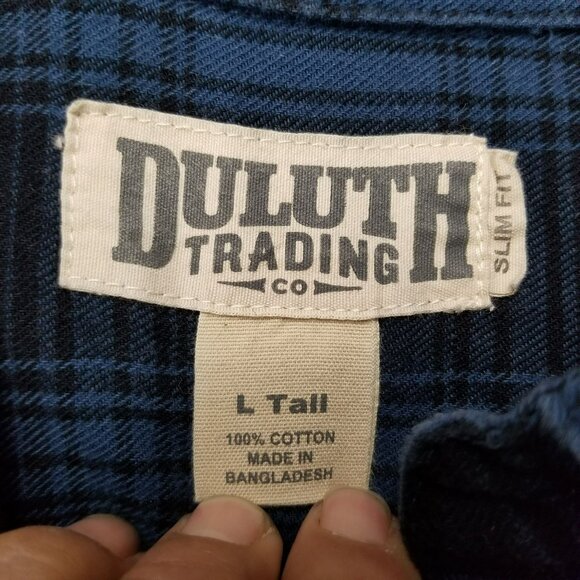 DULUTH
TRADING
CO
SLIM FIT
L Tall
100% COTTON
MADE IN
BANGLADESH